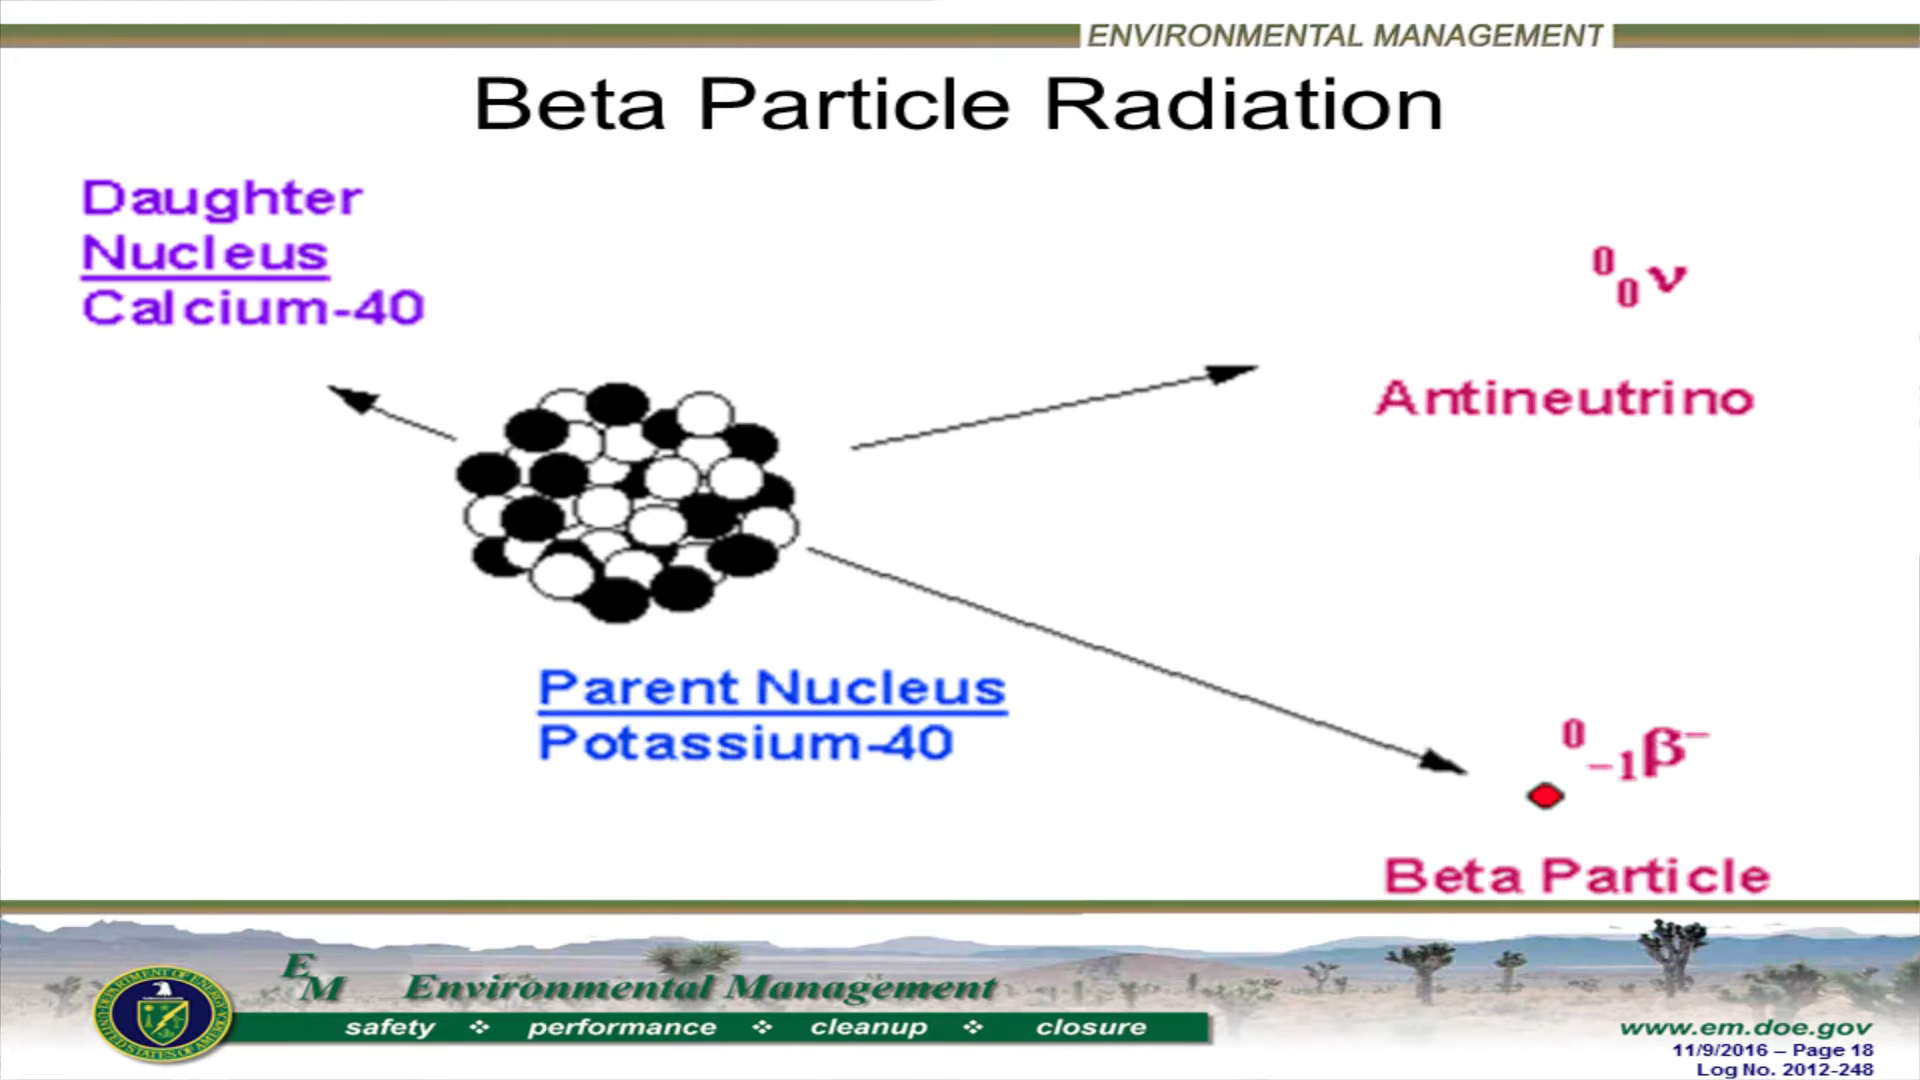 ENVIRONMENTAL MANAGEMENT
Beta Particle Radiation
Daughter
Nucleus
Calcium-40
0 0 ν
Antineutrino
Parent Nucleus
Potassium-40
0 -1 β−
Beta Particle
EM Environmental Management
safety ❖ performance ❖ cleanup ❖ closure
www.em.doe.gov
11/9/2016 – Page 18
Log No. 2012-248